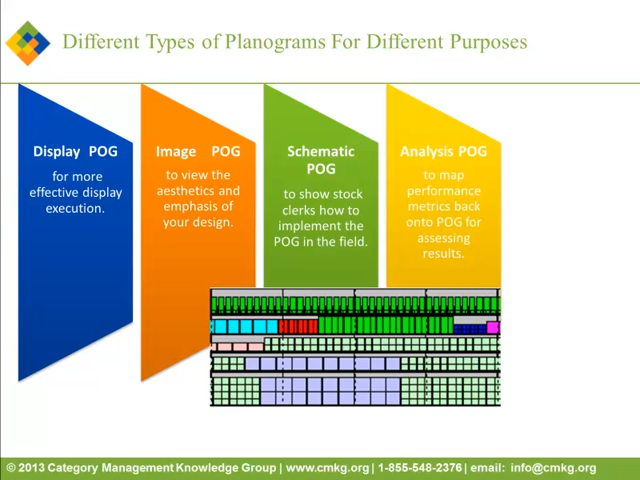 Different Types of Planograms For Different Purposes
Display POG
for more
effective display
execution.
Image POG
to view the
aesthetics and
emphasis of
your design.
Schematic
POG
to show stock
clerks how to
implement the
POG in the field.
Analysis POG
to map
performance
metrics back
onto POG for
assessing
results.
© 2013 Category Management Knowledge Group | www.cmkg.org | 1-855-548-2376 | email: info@cmkg.org